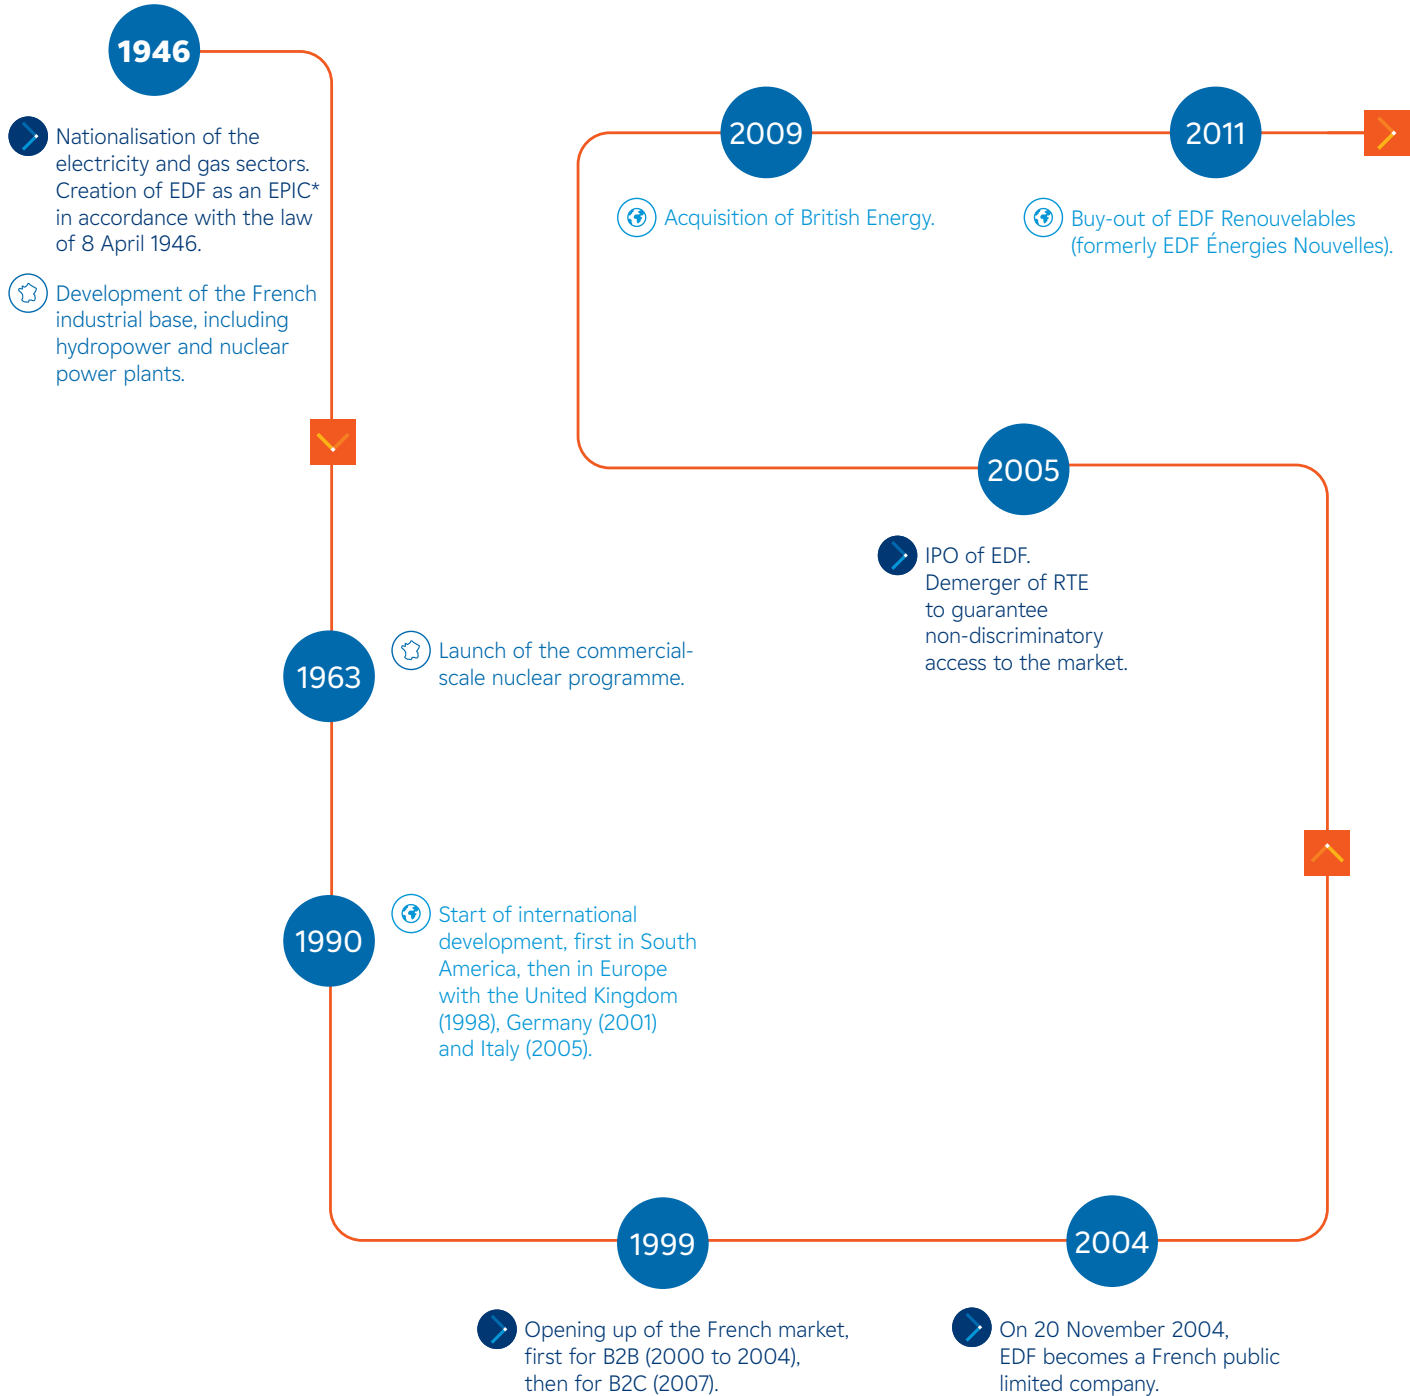 1946
Nationalisation of the
electricity and gas sectors.
Creation of EDF as an EPIC*
in accordance with the law
of 8 April 1946.
Development of the French
industrial base, including
hydropower and nuclear
power plants.
1963
Launch of the commercial-
scale nuclear programme.
1990
Start of international
development, first in South
America, then in Europe
with the United Kingdom
(1998), Germany (2001)
and Italy (2005).
1999
Opening up of the French market,
first for B2B (2000 to 2004),
then for B2C (2007).
2004
On 20 November 2004,
EDF becomes a French public
limited company.
2005
IPO of EDF.
Demerger of RTE
to guarantee
non-discriminatory
access to the market.
2009
Acquisition of British Energy.
2011
Buy-out of EDF Renouvelables
(formerly EDF Énergies Nouvelles).